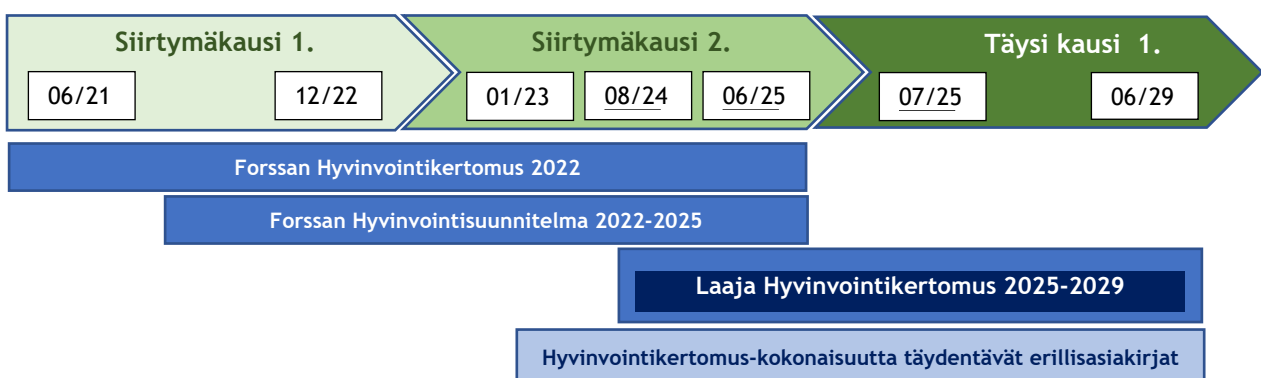 Siirtymäkausi 1.
Siirtymäkausi 2.
Täysi kausi 1.
06/21
12/22
01/23
08/24
06/25
07/25
06/29
Forssan Hyvinvointikertomus 2022
Forssan Hyvinvointisuunnitelma 2022-2025
Laaja Hyvinvointikertomus 2025-2029
Hyvinvointikertomus-kokonaisuutta täydentävät erillisasiakirjat